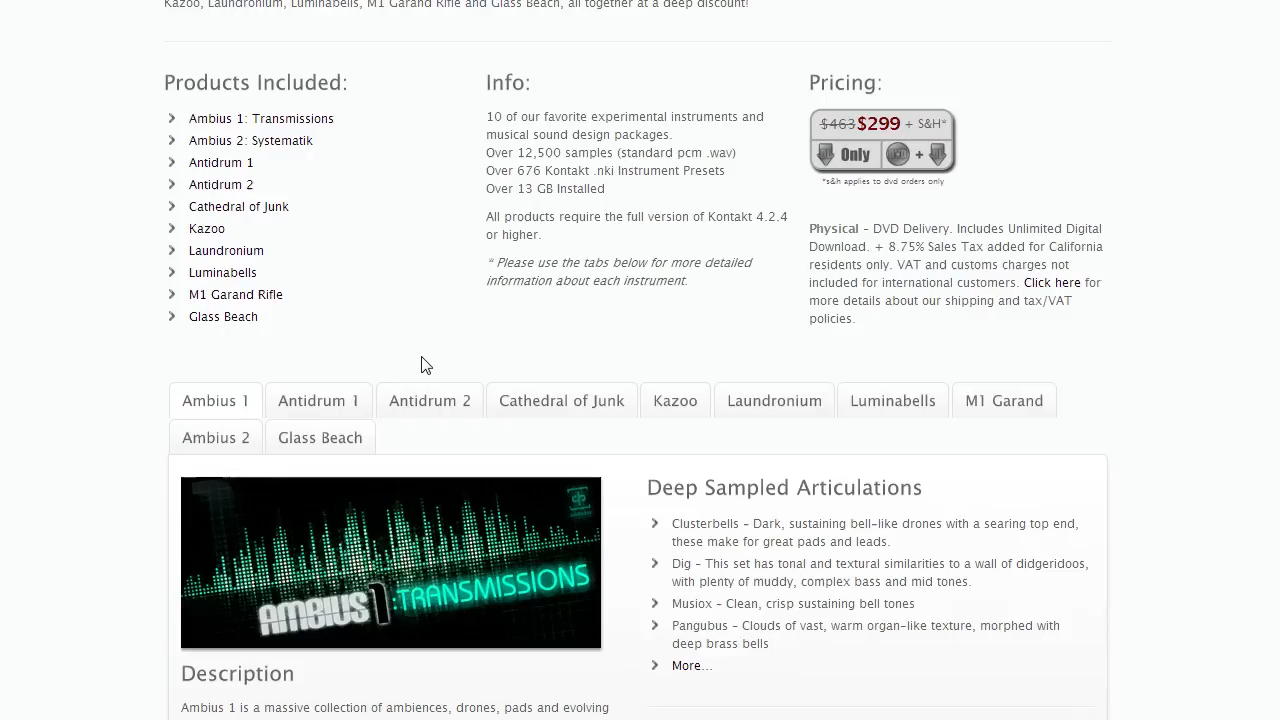 Kazoo, Laundronium, Luminabells, M1 Garand Rifle and Glass Beach, all together at a deep discount!
Products Included:
Ambius 1: Transmissions
Ambius 2: Systematik
Antidrum 1
Antidrum 2
Cathedral of Junk
Kazoo
Laundronium
Luminabells
M1 Garand Rifle
Glass Beach
Info:
10 of our favorite experimental instruments and
musical sound design packages.
Over 12,500 samples (standard pcm .wav)
Over 676 Kontakt .nki Instrument Presets
Over 13 GB Installed
All products require the full version of Kontakt 4.2.4
or higher.
* Please use the tabs below for more detailed
information about each instrument.
Pricing:
$463 $299 + S&H*
Only +
*s&h applies to dvd orders only
Physical - DVD Delivery. Includes Unlimited Digital
Download. + 8.75% Sales Tax added for California
residents only. VAT and customs charges not
included for international customers. Click here for
more details about our shipping and tax/VAT
policies.
Ambius 1 Antidrum 1 Antidrum 2 Cathedral of Junk Kazoo Laundronium Luminabells M1 Garand
Ambius 2 Glass Beach
AMBIUS 1:TRANSMISSIONS
Description
Ambius 1 is a massive collection of ambiences, drones, pads and evolving
Deep Sampled Articulations
Clusterbells - Dark, sustaining bell-like drones with a searing top end,
these make for great pads and leads.
Dig - This set has tonal and textural similarities to a wall of didgeridoos,
with plenty of muddy, complex bass and mid tones.
Musiox - Clean, crisp sustaining bell tones
Pangubus - Clouds of vast, warm organ-like texture, morphed with
deep brass bells
More...